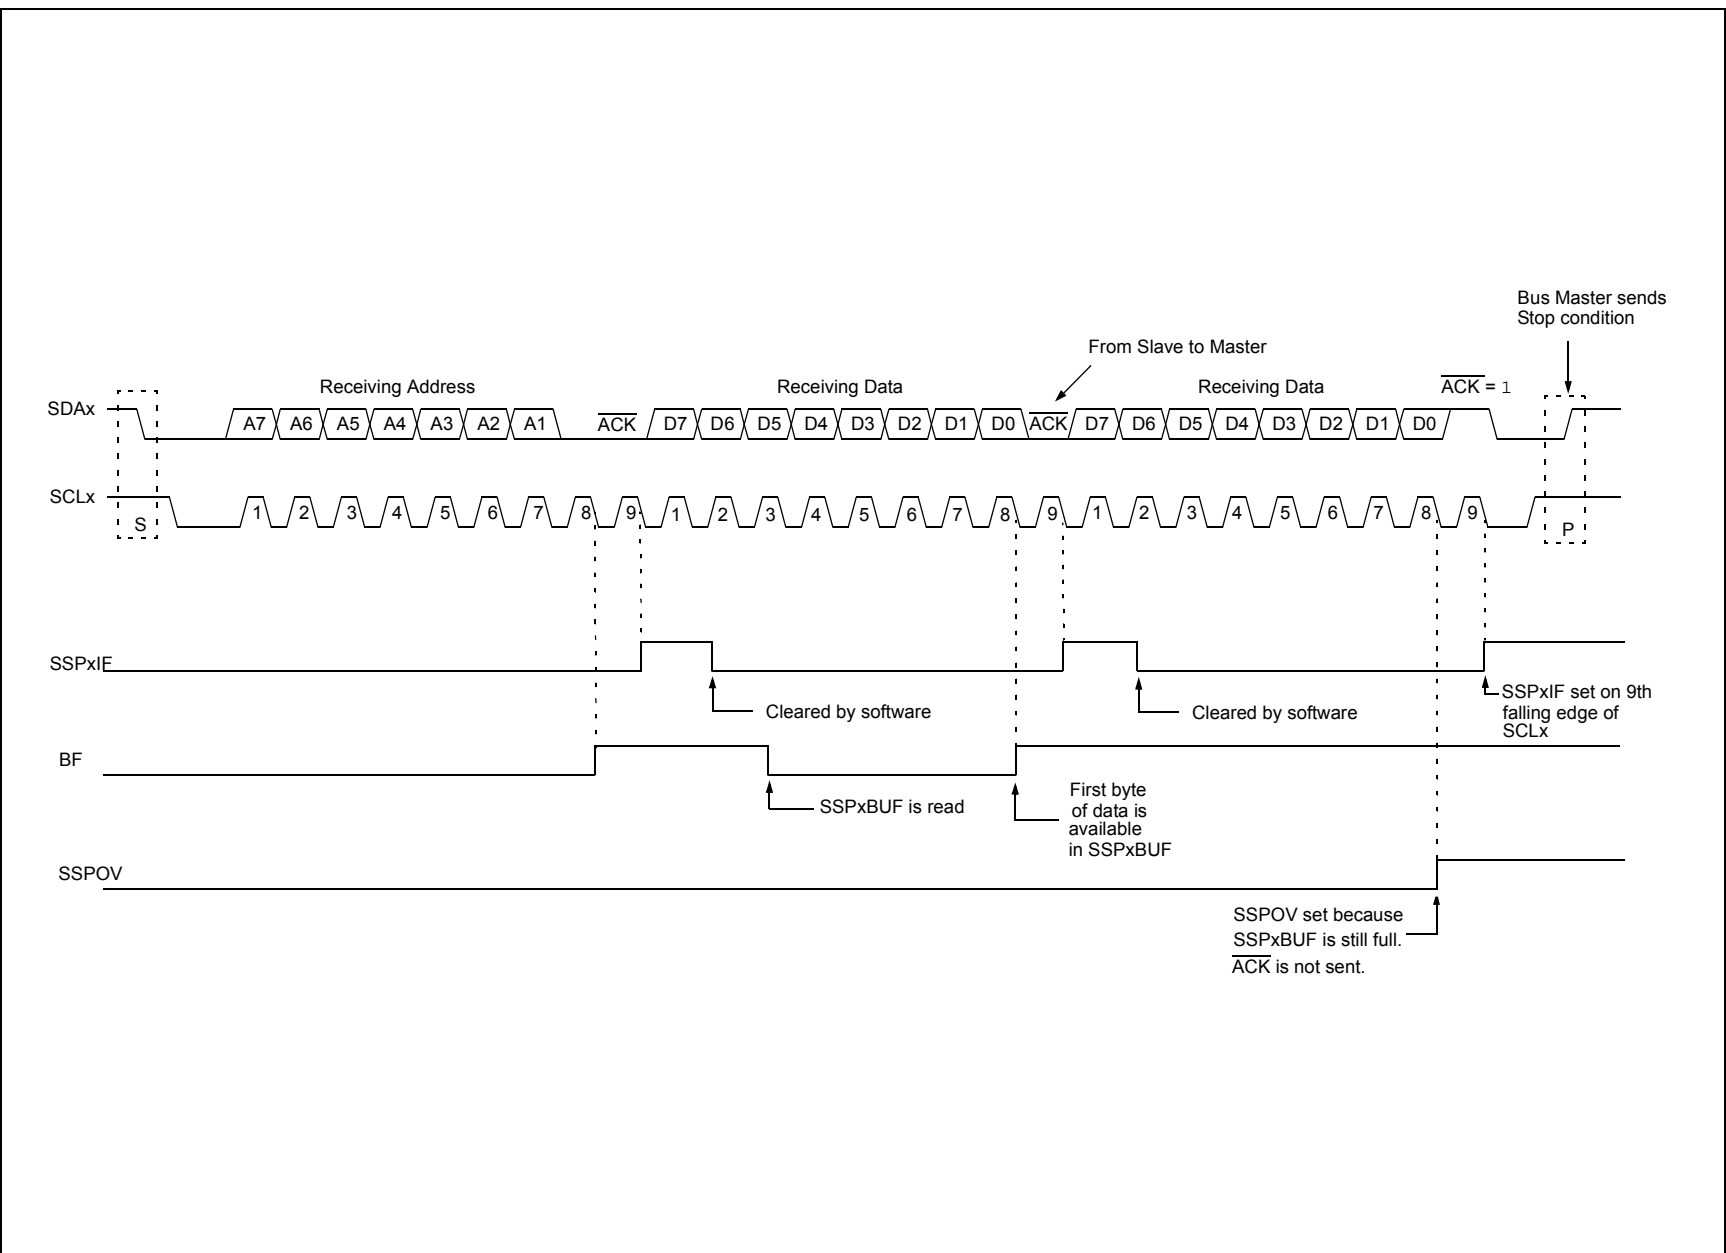 Bus Master sends
Stop condition
From Slave to Master
Receiving Address
Receiving Data
Receiving Data
ACK = 1
SDAx
A7 A6 A5 A4 A3 A2 A1 ACK D7 D6 D5 D4 D3 D2 D1 D0 ACK D7 D6 D5 D4 D3 D2 D1 D0
SCLx
S 1 2 3 4 5 6 7 8 9 1 2 3 4 5 6 7 8 9 1 2 3 4 5 6 7 8 9 P
SSPxIF
Cleared by software
Cleared by software
SSPxIF set on 9th
falling edge of
SCLx
BF
SSPxBUF is read
First byte
of data is
available
in SSPxBUF
SSPOV
SSPOV set because
SSPxBUF is still full.
ACK is not sent.